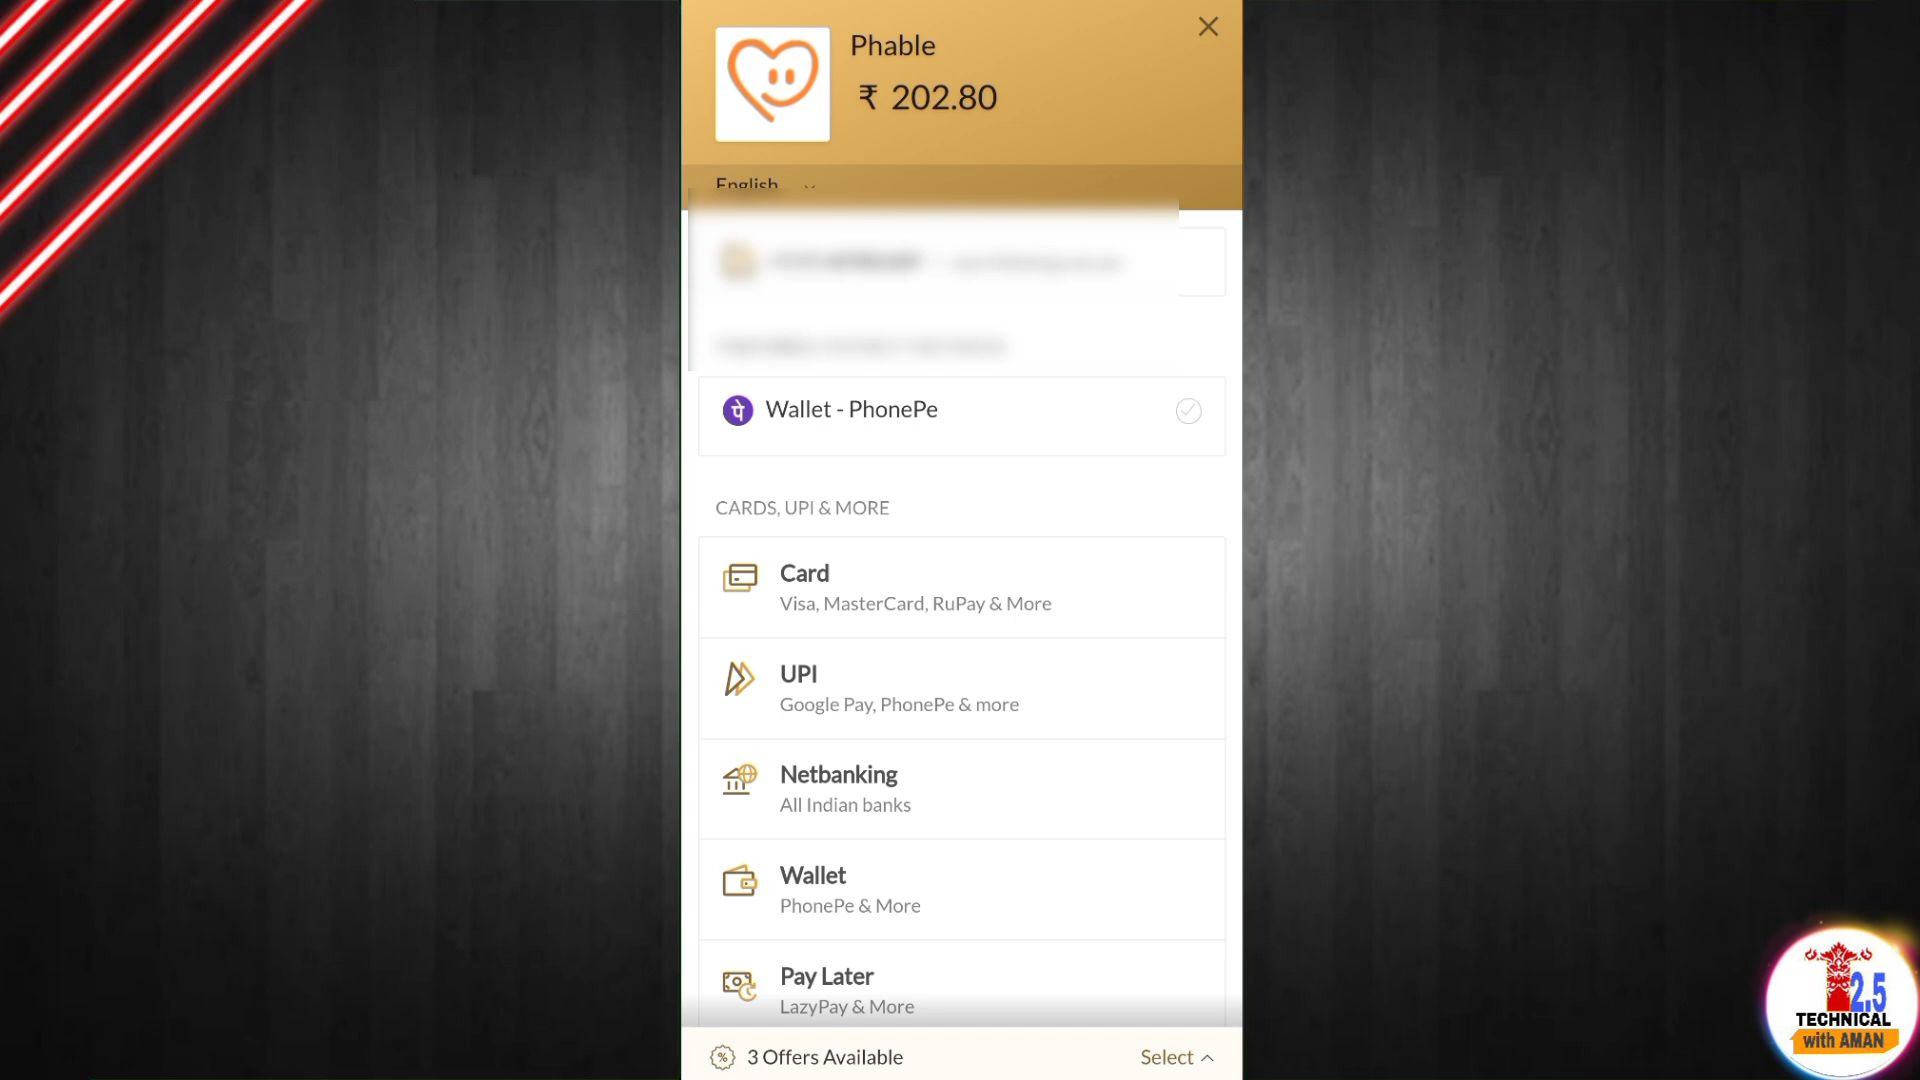 Phable
₹ 202.80
English
Wallet - PhonePe
CARDS, UPI & MORE
Card
Visa, MasterCard, RuPay & More
UPI
Google Pay, PhonePe & more
Netbanking
All Indian banks
Wallet
PhonePe & More
Pay Later
LazyPay & More
3 Offers Available
Select
2.5
TECHNICAL
with AMAN